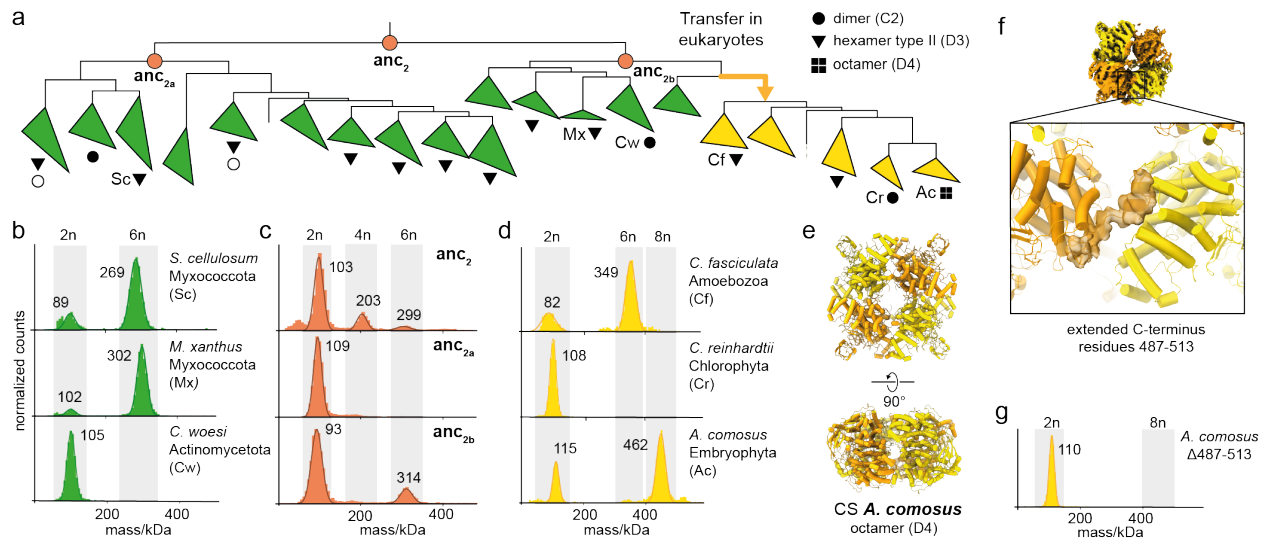 a
Transfer in
eukaryotes
dimer (C2)
hexamer type II (D3)
octamer (D4)
anc2
anc2a
anc2b
Sc
Mx
Cw
Cf
Cr
Ac
b
2n 6n
S. cellulosum
Myxococcota
(Sc)
269
89
M. xanthus
Myxococcota
(Mx)
302
102
C. woesi
Actinomycetota
(Cw)
105
normalized counts
200 400
mass/kDa
c
2n 4n 6n
anc2
103
203
299
anc2a
109
anc2b
93
314
200 400
mass/kDa
d
2n 6n 8n
C. fasciculata
Amoebozoa
(Cf)
349
82
C. reinhardtii
Chlorophyta
(Cr)
108
A. comosus
Embryophyta
(Ac)
115
462
200 400
mass/kDa
e
90°
CS A. comosus
octamer (D4)
f
extended C-terminus
residues 487-513
g
2n 8n
A. comosus
Δ487-513
110
200 400
mass/kDa